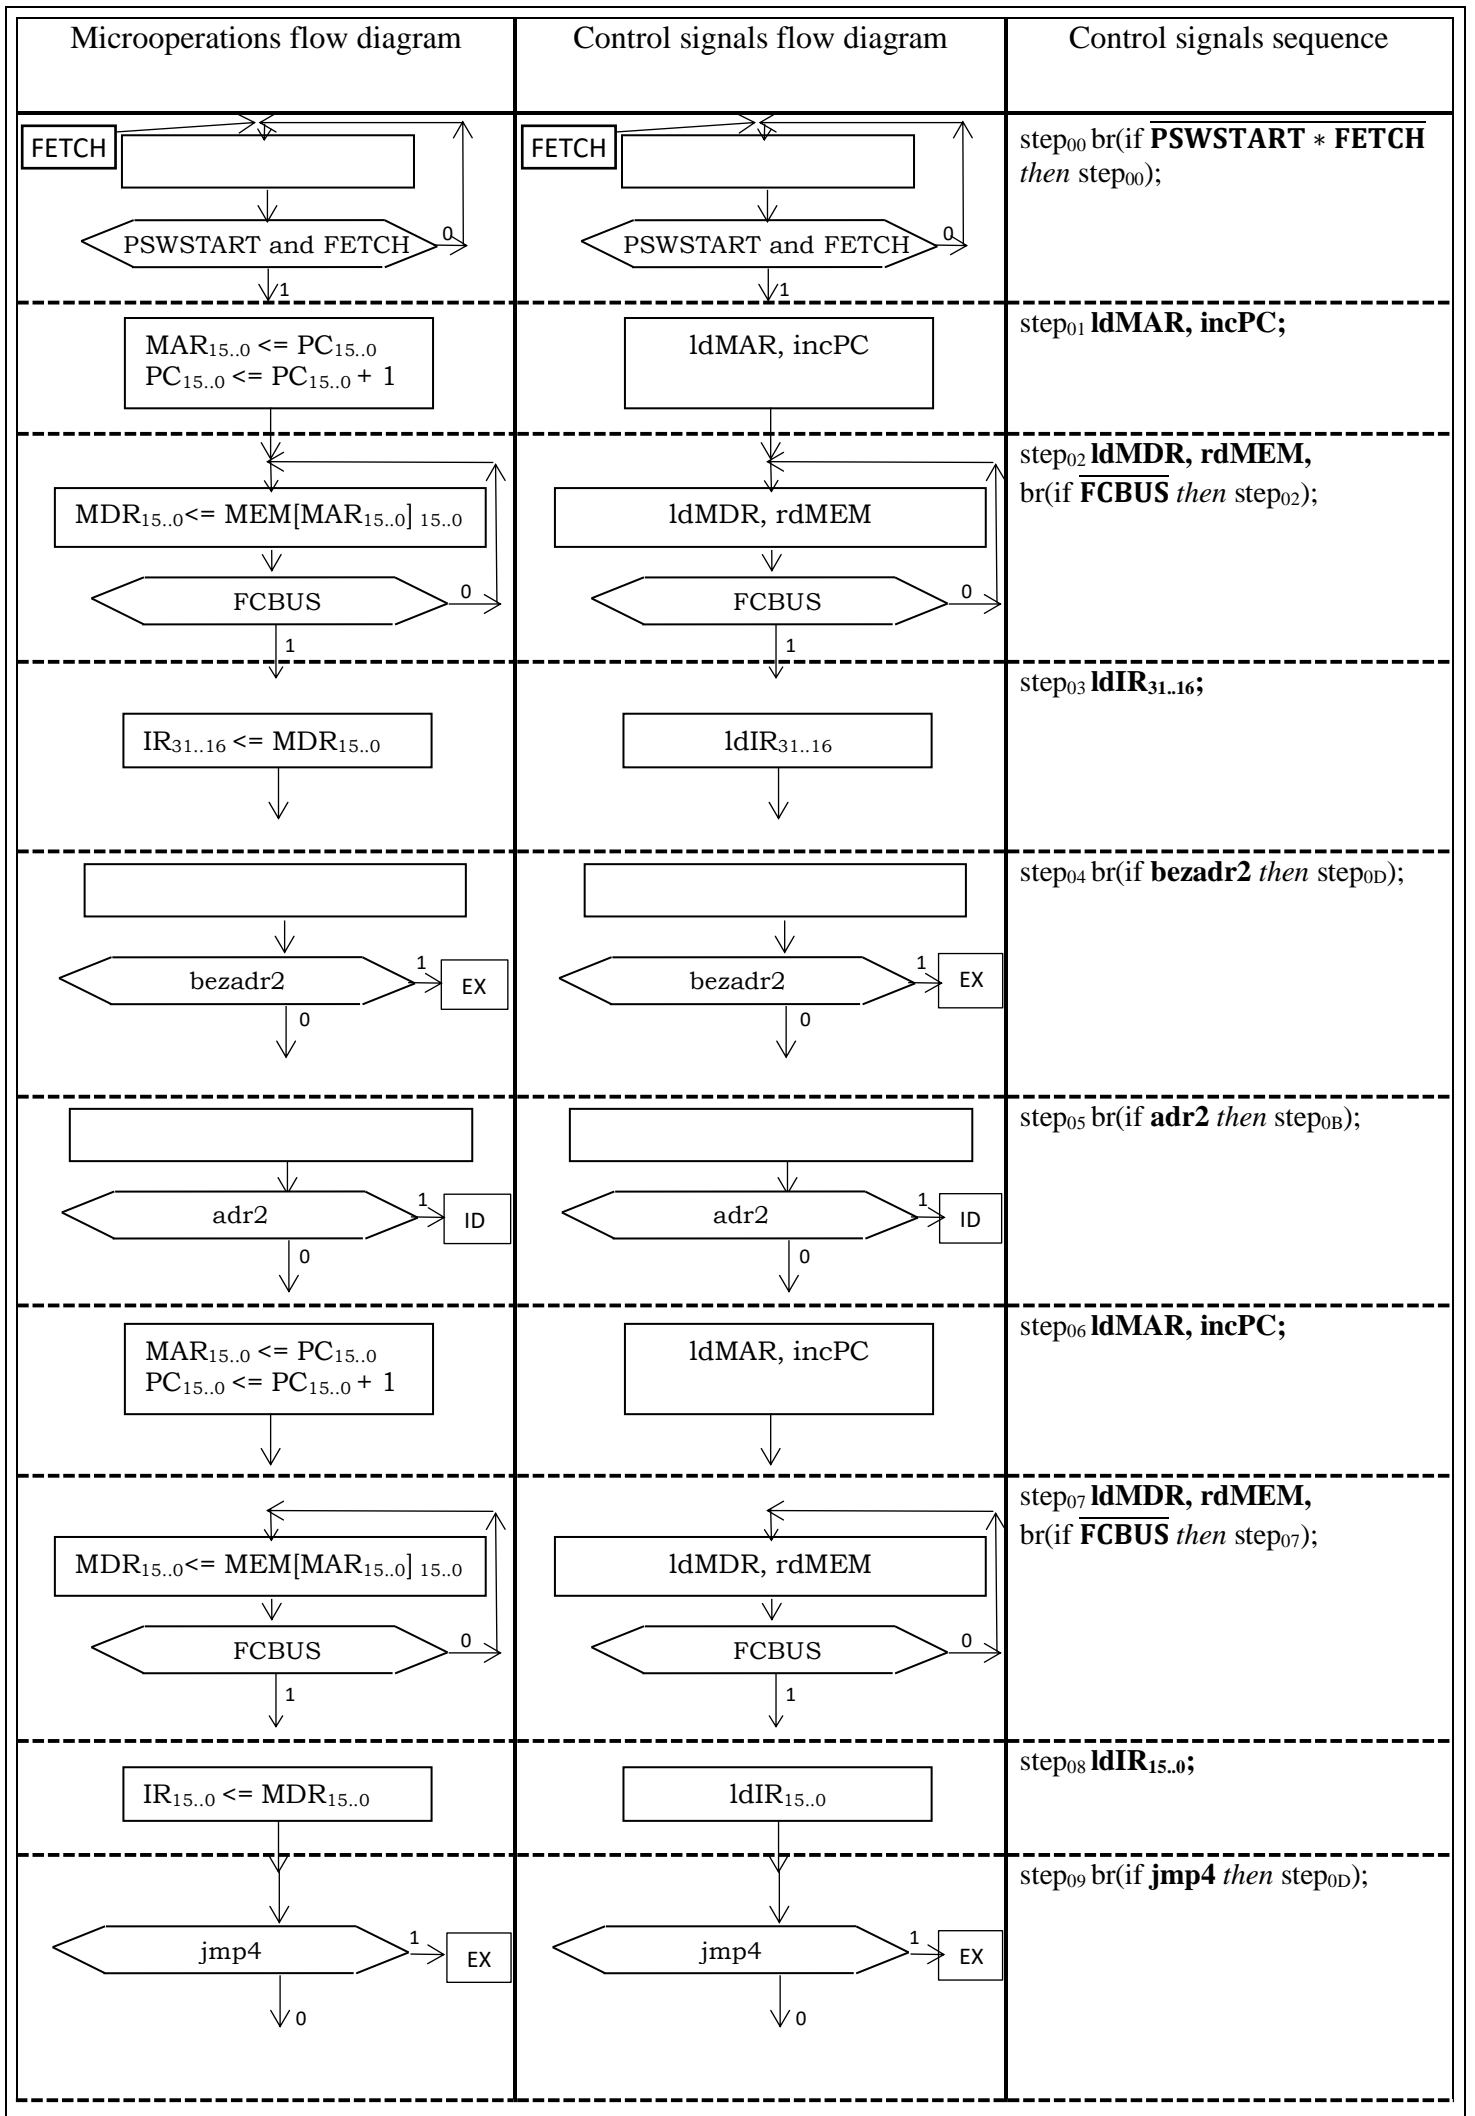 Microoperations flow diagram
Control signals flow diagram
Control signals sequence
FETCH
PSWSTART and FETCH
0
1
FETCH
PSWSTART and FETCH
0
1
step₀₀ br(if P̅S̅W̅S̅T̅A̅R̅T̅ ̅∗̅ ̅F̅E̅T̅C̅H̅
then step₀₀);
MAR₁₅..₀ <= PC₁₅..₀
PC₁₅..₀ <= PC₁₅..₀ + 1
ldMAR, incPC
step₀₁ ldMAR, incPC;
MDR₁₅..₀<= MEM[MAR₁₅..₀] ₁₅..₀
FCBUS
0
1
ldMDR, rdMEM
FCBUS
0
1
step₀₂ ldMDR, rdMEM,
br(if F̅C̅B̅U̅S̅ then step₀₂);
IR₃₁..₁₆ <= MDR₁₅..₀
ldIR₃₁..₁₆
step₀₃ ldIR₃₁..₁₆;
bezadr2
1
EX
0
bezadr2
1
EX
0
step₀₄ br(if bezadr2 then step0D);
adr2
1
ID
0
adr2
1
ID
0
step₀₅ br(if adr2 then step0B);
MAR₁₅..₀ <= PC₁₅..₀
PC₁₅..₀ <= PC₁₅..₀ + 1
ldMAR, incPC
step₀₆ ldMAR, incPC;
MDR₁₅..₀<= MEM[MAR₁₅..₀] ₁₅..₀
FCBUS
0
1
ldMDR, rdMEM
FCBUS
0
1
step₀₇ ldMDR, rdMEM,
br(if F̅C̅B̅U̅S̅ then step₀₇);
IR₁₅..₀ <= MDR₁₅..₀
ldIR₁₅..₀
step₀₈ ldIR₁₅..₀;
jmp4
1
EX
0
jmp4
1
EX
0
step₀₉ br(if jmp4 then step0D);